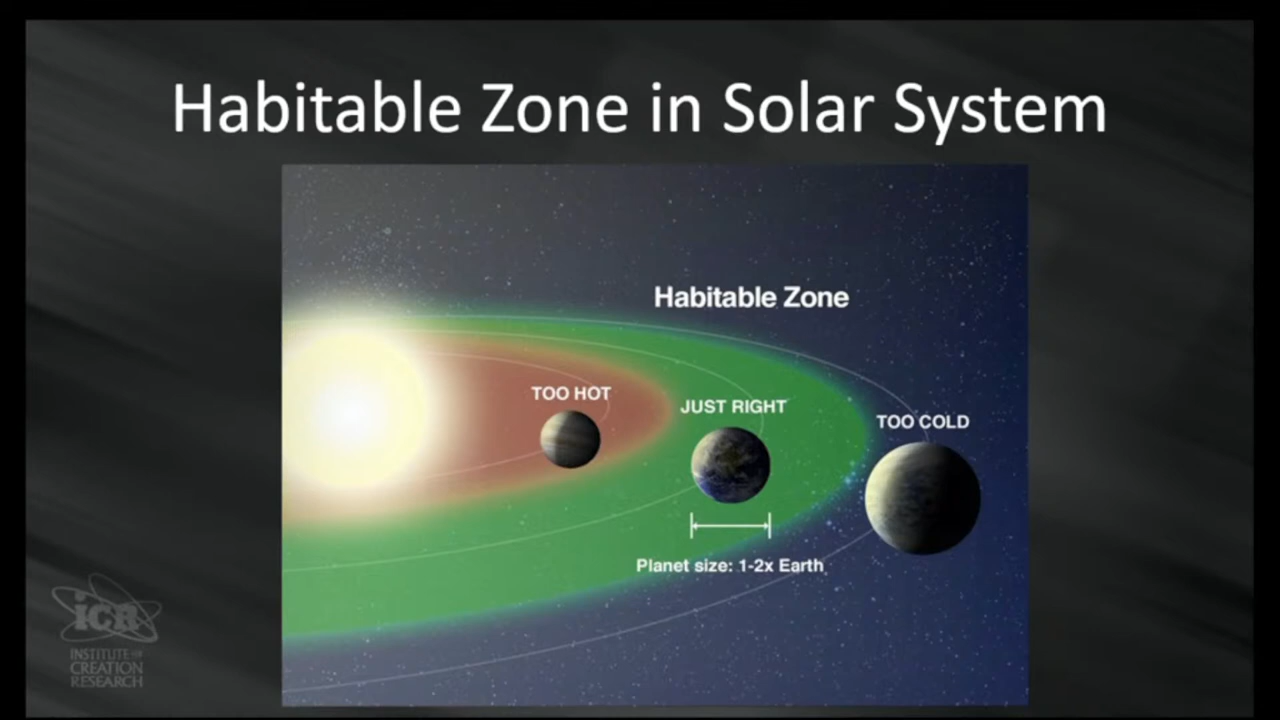 Habitable Zone in Solar System
Habitable Zone
TOO HOT
JUST RIGHT
TOO COLD
Planet size: 1-2x Earth
iCR
INSTITUTE FOR
CREATION
RESEARCH